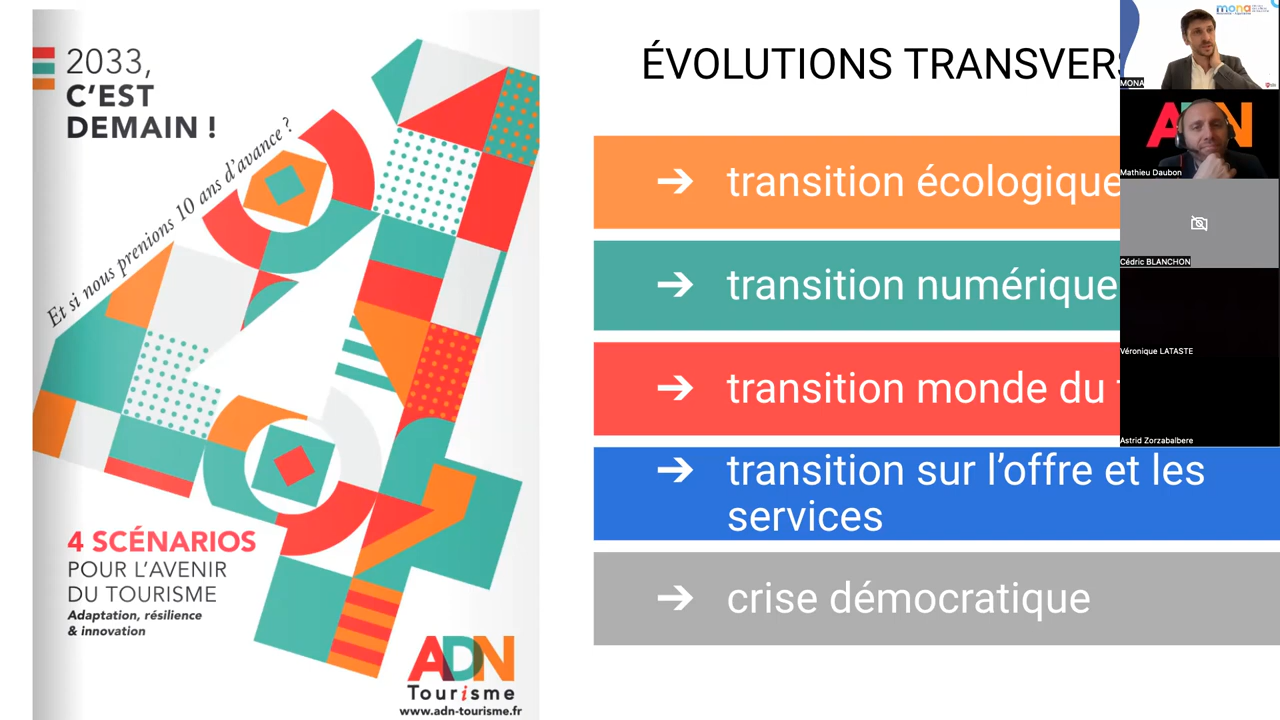 2033,
C'EST
DEMAIN !
Et si nous prenions 10 ans d'avance ?
4 SCÉNARIOS
POUR L'AVENIR
DU TOURISME
Adaptation, résilience
& innovation
ADN
Tourisme
www.adn-tourisme.fr
ÉVOLUTIONS TRANSVERS
➔ transition écologique
➔ transition numérique
➔ transition monde du
➔ transition sur l'offre et les
services
➔ crise démocratique
mona
MONA
ADN
Mathieu Daubon
Cédric BLANCHON
Véronique LATASTE
Astrid Zorzabalbere